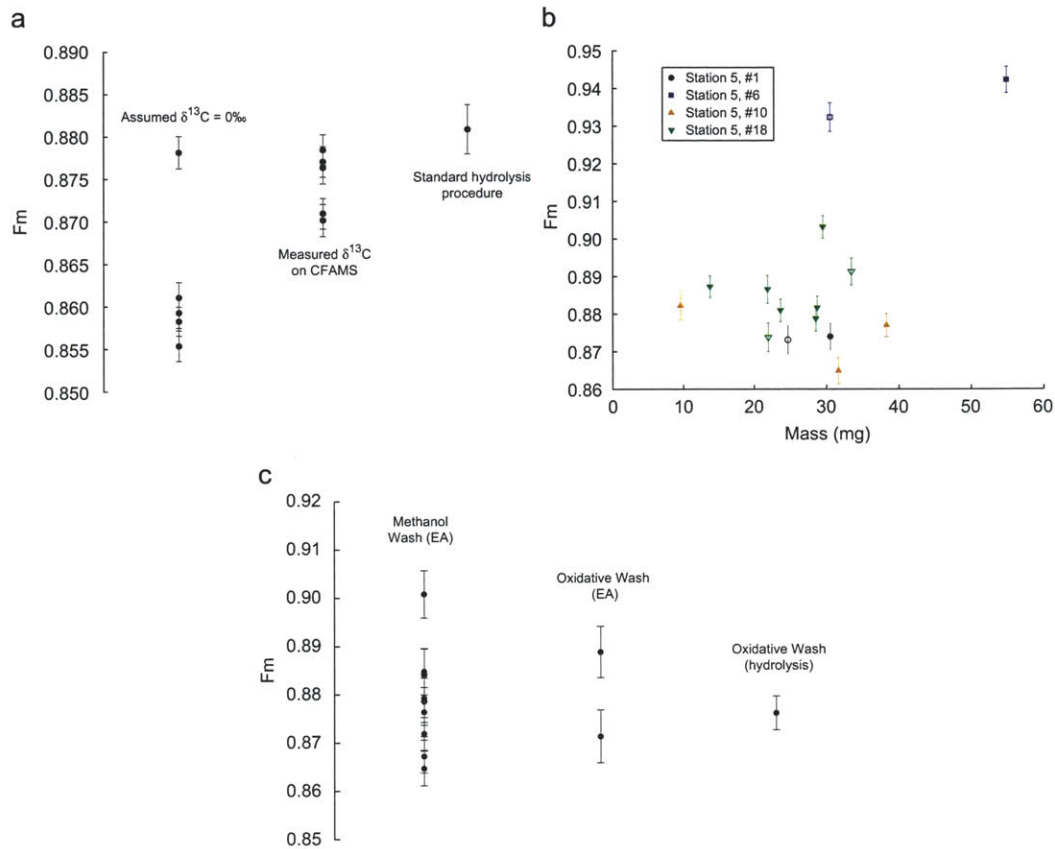 a
0.890
0.885
0.880
0.875
0.870
0.865
0.860
0.855
0.850
Fm
Assumed δ¹³C = 0‰
Measured δ¹³C
on CFAMS
Standard hydrolysis
procedure
b
0.95
0.94
0.93
0.92
0.91
0.90
0.89
0.88
0.87
0.86
Fm
Station 5, #1
Station 5, #6
Station 5, #10
Station 5, #18
0 10 20 30 40 50 60
Mass (mg)
c
0.92
0.91
0.90
0.89
0.88
0.87
0.86
0.85
Fm
Methanol
Wash (EA)
Oxidative Wash
(EA)
Oxidative Wash
(hydrolysis)